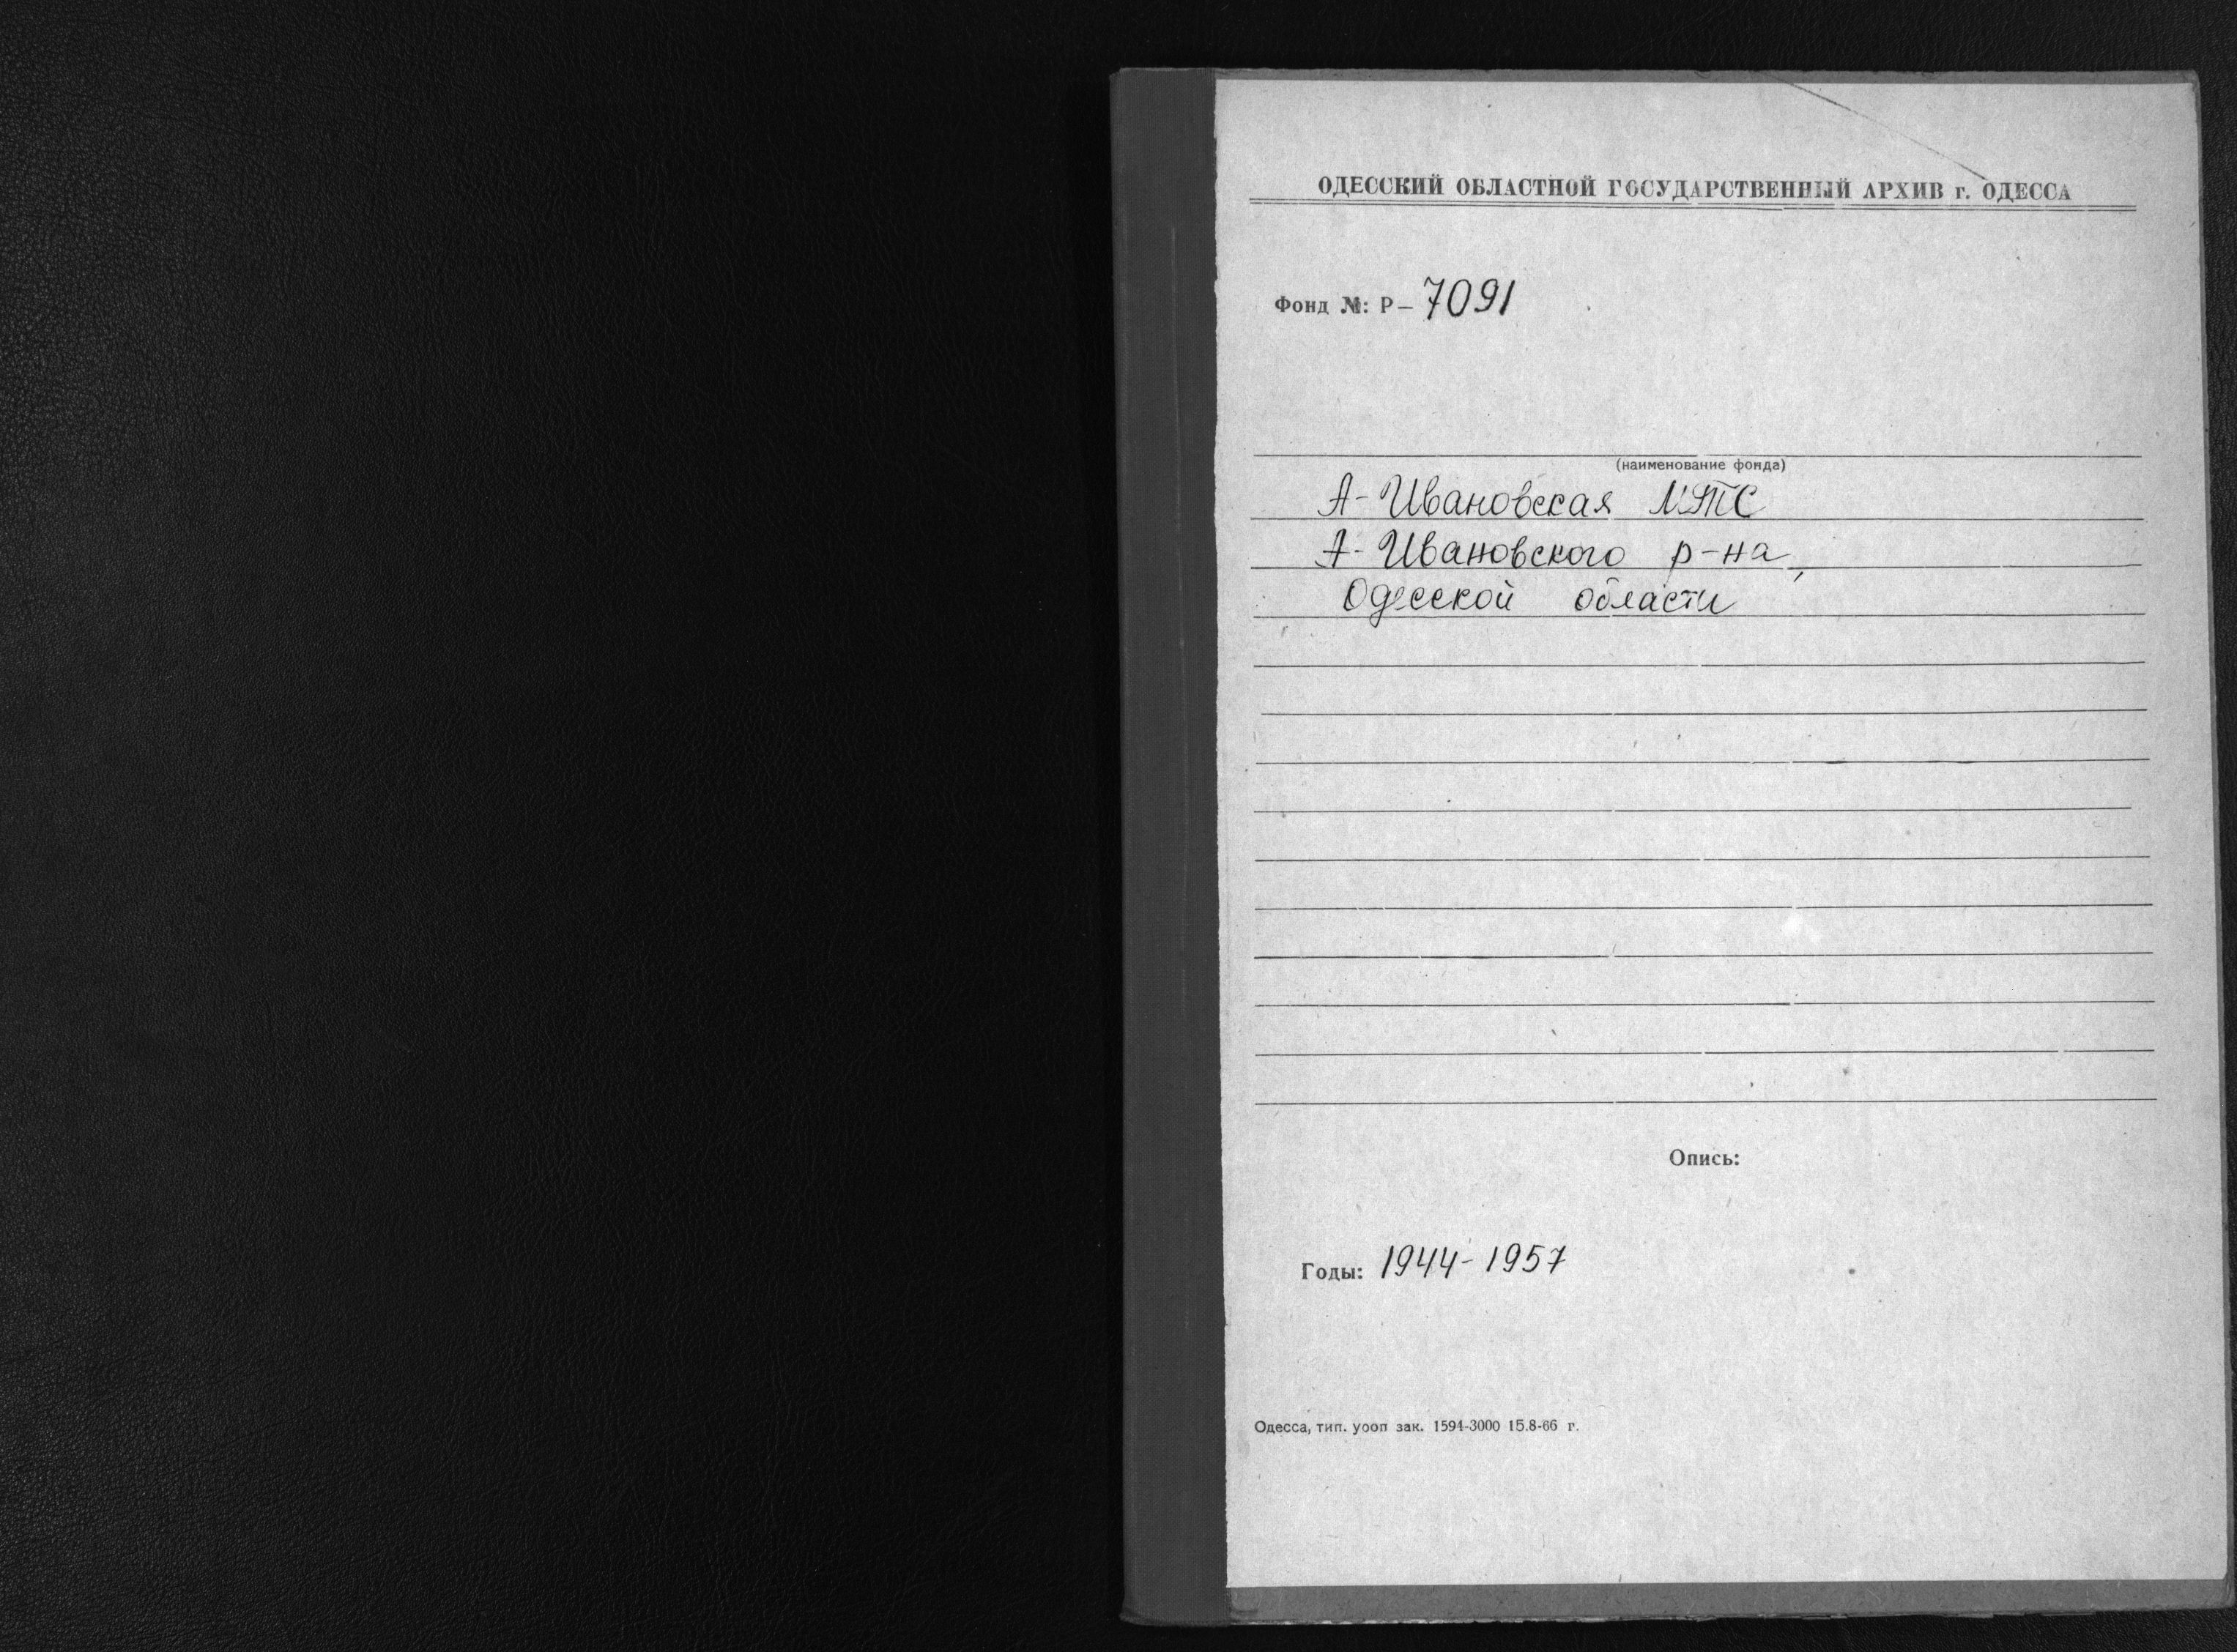 ОДЕССКИЙ ОБЛАСТНОЙ ГОСУДАРСТВЕННЫЙ АРХИВ г. ОДЕССА
Фонд №: Р– 7091
(наименование фонда)
А-Ивановская МТС
А-Ивановского р-на,
Одесской области
Опись:
Годы: 1944-1957
Одесса, тип. уооп зак. 1594-3000 15.8-66 г.